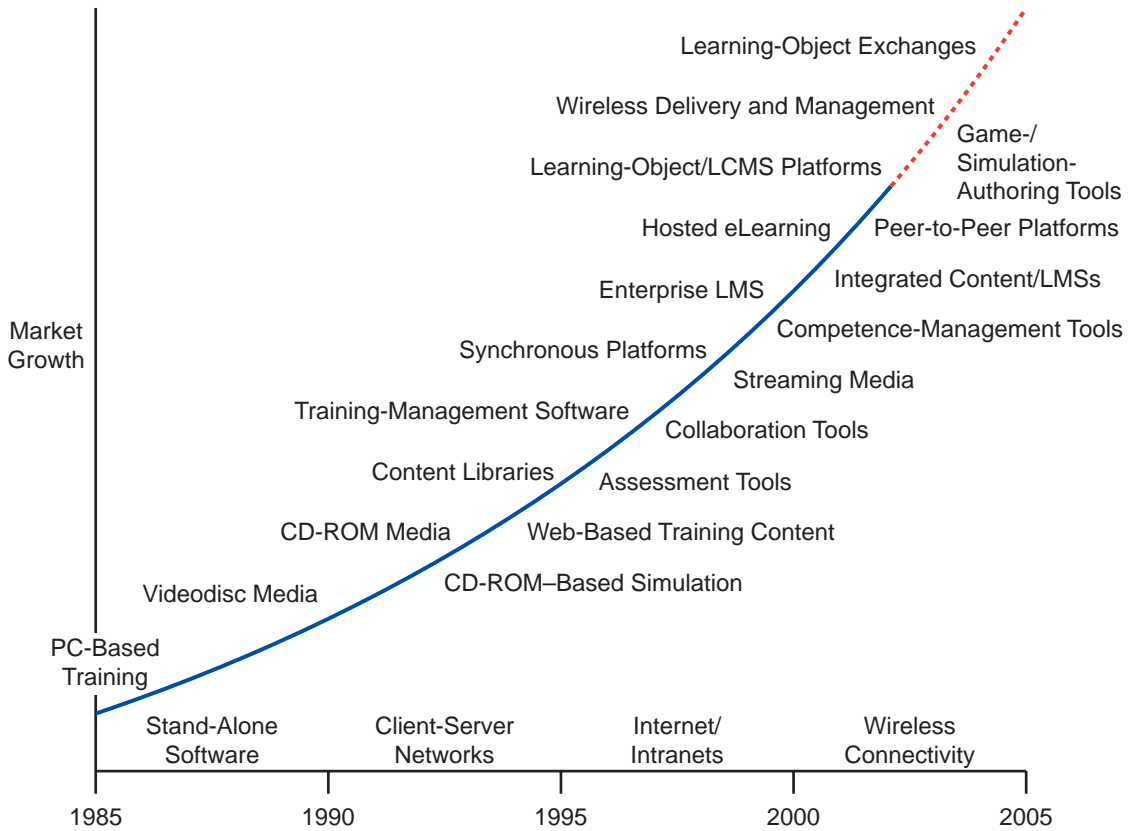 Learning-Object Exchanges
Wireless Delivery and Management
Game-/
Simulation-
Authoring Tools
Learning-Object/LCMS Platforms
Hosted eLearning
Peer-to-Peer Platforms
Integrated Content/LMSs
Enterprise LMS
Market
Growth
Competence-Management Tools
Synchronous Platforms
Streaming Media
Training-Management Software
Collaboration Tools
Content Libraries
Assessment Tools
CD-ROM Media
Web-Based Training Content
CD-ROM–Based Simulation
Videodisc Media
PC-Based
Training
Stand-Alone
Software
Client-Server
Networks
Internet/
Intranets
Wireless
Connectivity
1985
1990
1995
2000
2005